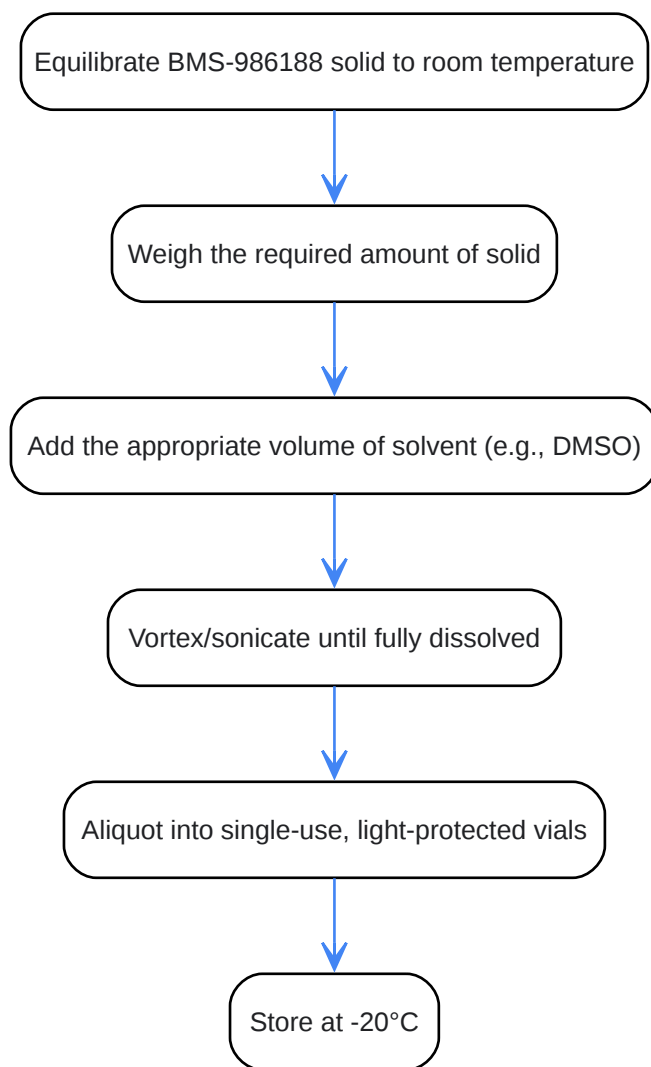 Equilibrate BMS-986188 solid to room temperature
Weigh the required amount of solid
Add the appropriate volume of solvent (e.g., DMSO)
Vortex/sonicate until fully dissolved
Aliquot into single-use, light-protected vials
Store at -20°C